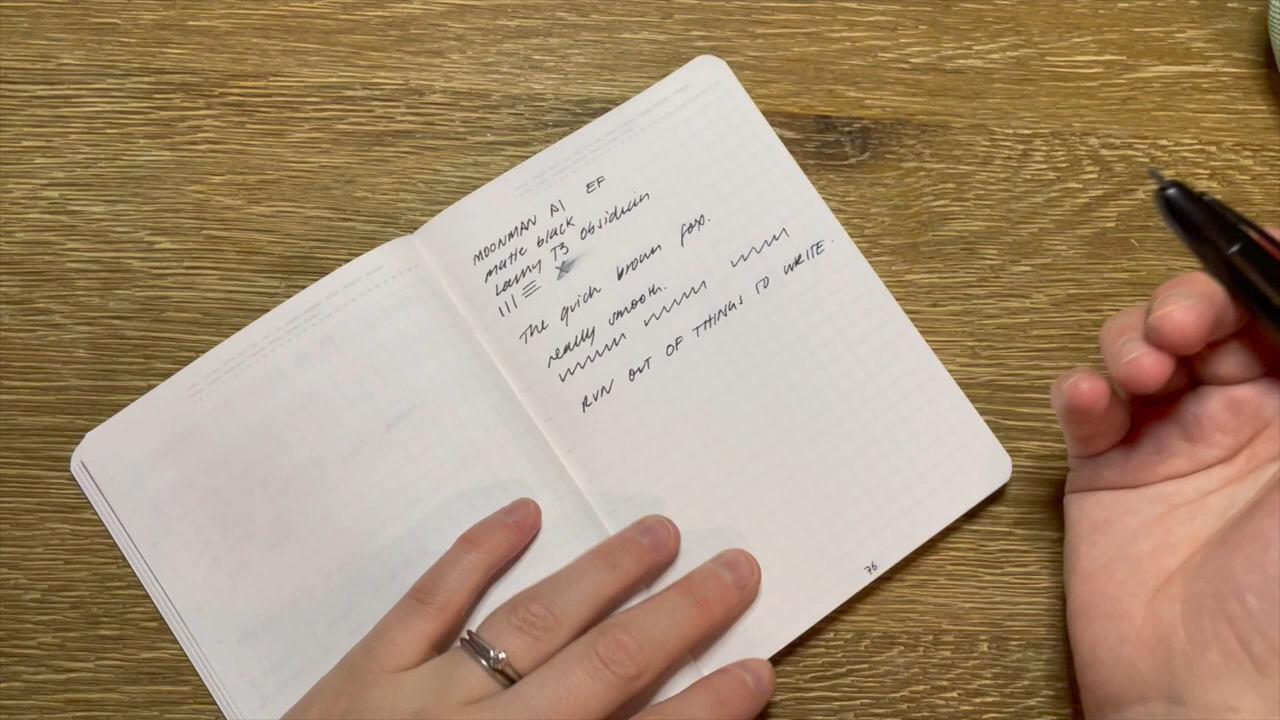 MOONMAN A1 EF
matte black
Lamy T3 obsidian
The quick brown fox.
really smooth.
RUN OUT OF THINGS TO WRITE.
76